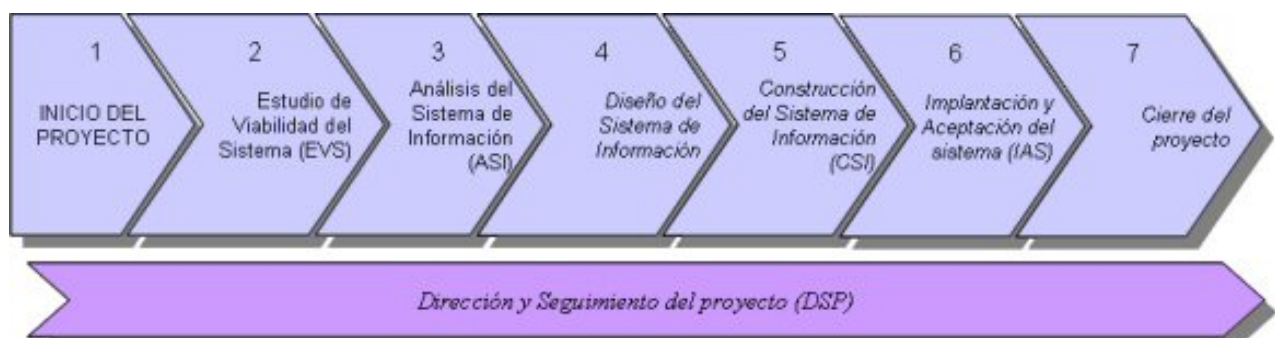 1
INICIO DEL
PROYECTO
2
Estudio de
Viabilidad del
Sistema (EVS)
3
Análisis del
Sistema de
Información
(ASI)
4
Diseño del
Sistema de
Información
5
Construcción
del Sistema de
Información
(CSI)
6
Implantación y
Aceptación del
sistema (IAS)
7
Cierre del
proyecto
Dirección y Seguimiento del proyecto (DSP)